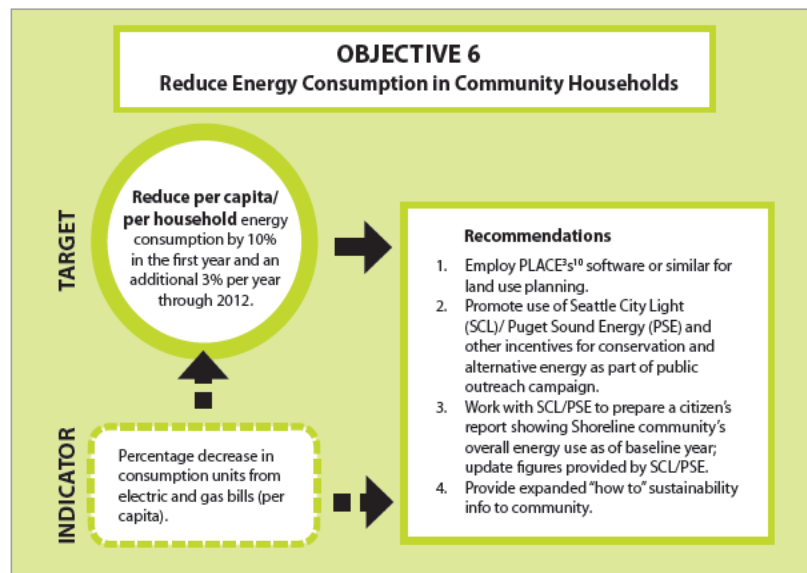 OBJECTIVE 6
Reduce Energy Consumption in Community Households
TARGET
Reduce per capita/
per household energy
consumption by 10%
in the first year and an
additional 3% per year
through 2012.
INDICATOR
Percentage decrease in
consumption units from
electric and gas bills (per
capita).
Recommendations
1. Employ PLACE³s¹⁰ software or similar for
land use planning.
2. Promote use of Seattle City Light
(SCL)/ Puget Sound Energy (PSE) and
other incentives for conservation and
alternative energy as part of public
outreach campaign.
3. Work with SCL/PSE to prepare a citizen's
report showing Shoreline community's
overall energy use as of baseline year;
update figures provided by SCL/PSE.
4. Provide expanded "how to" sustainability
info to community.